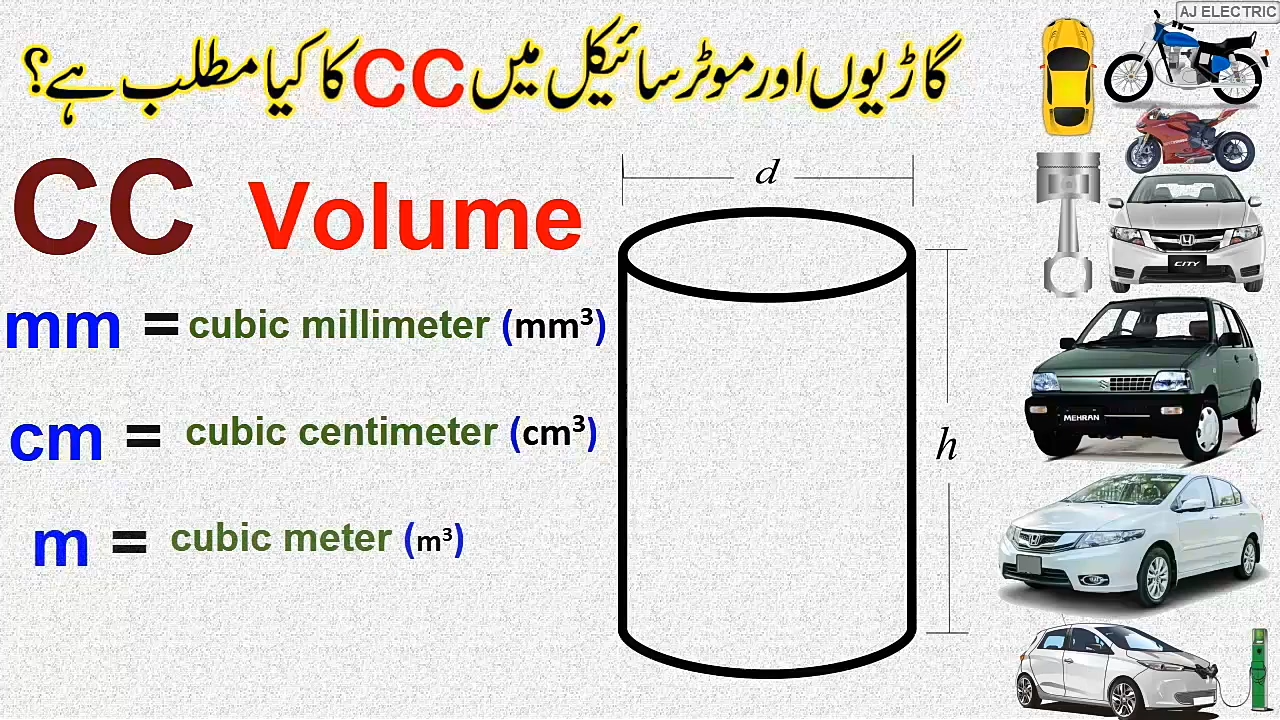 AJ ELECTRIC
گاڑیوں اور موٹر سائیکل میں CC کا کیا مطلب ہے؟
CC Volume
d
mm = cubic millimeter (mm³)
CITY
MEHRAN
cm = cubic centimeter (cm³)
h
m = cubic meter (m³)